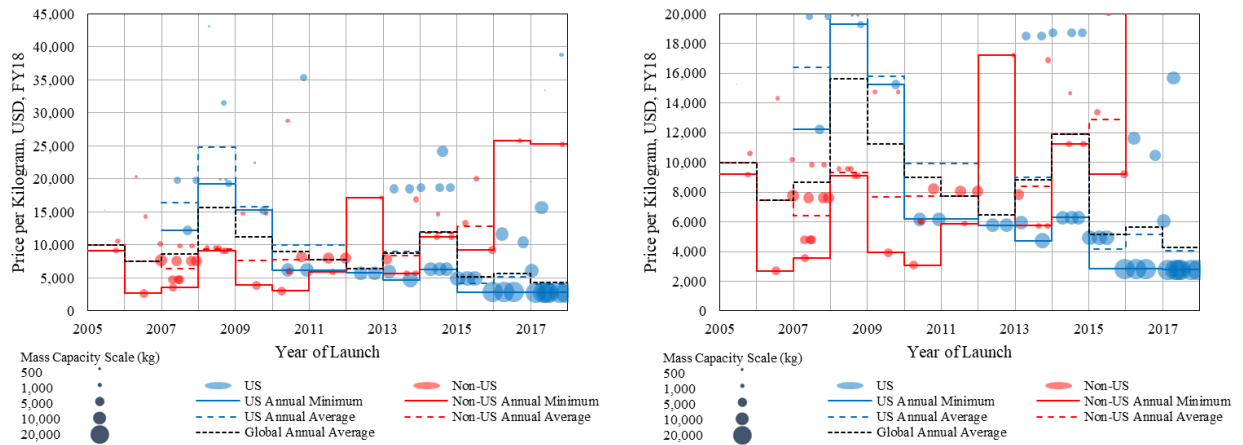 Price per Kilogram, USD, FY18
45,000
40,000
35,000
30,000
25,000
20,000
15,000
10,000
5,000
0
2005 2007 2009 2011 2013 2015 2017
Year of Launch
Mass Capacity Scale (kg)
500
1,000
5,000
10,000
20,000
US
Non-US
US Annual Minimum
Non-US Annual Minimum
US Annual Average
Non-US Annual Average
Global Annual Average
Price per Kilogram, USD, FY18
20,000
18,000
16,000
14,000
12,000
10,000
8,000
6,000
4,000
2,000
0
2005 2007 2009 2011 2013 2015 2017
Year of Launch
Mass Capacity Scale (kg)
500
1,000
5,000
10,000
20,000
US
Non-US
US Annual Minimum
Non-US Annual Minimum
US Annual Average
Non-US Annual Average
Global Annual Average